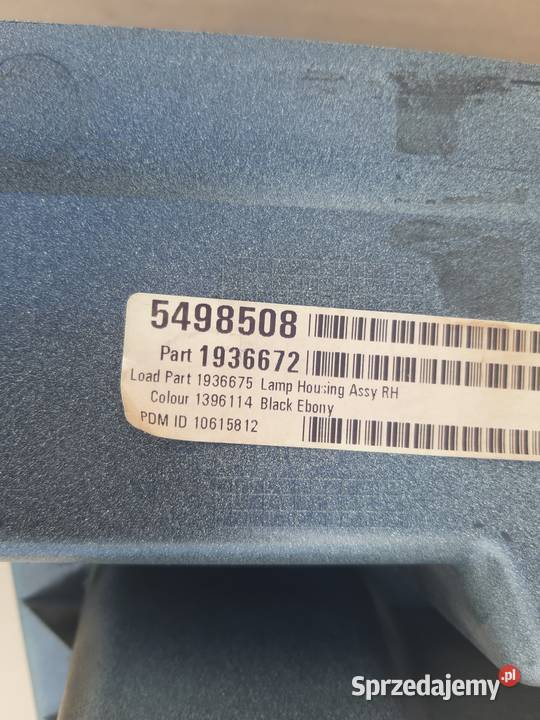 5498508
Part 1936672
Load Part 1936675 Lamp Housing Assy RH
Colour 1396114 Black Ebony
PDM ID 10615812
Sprzedajemy.pl